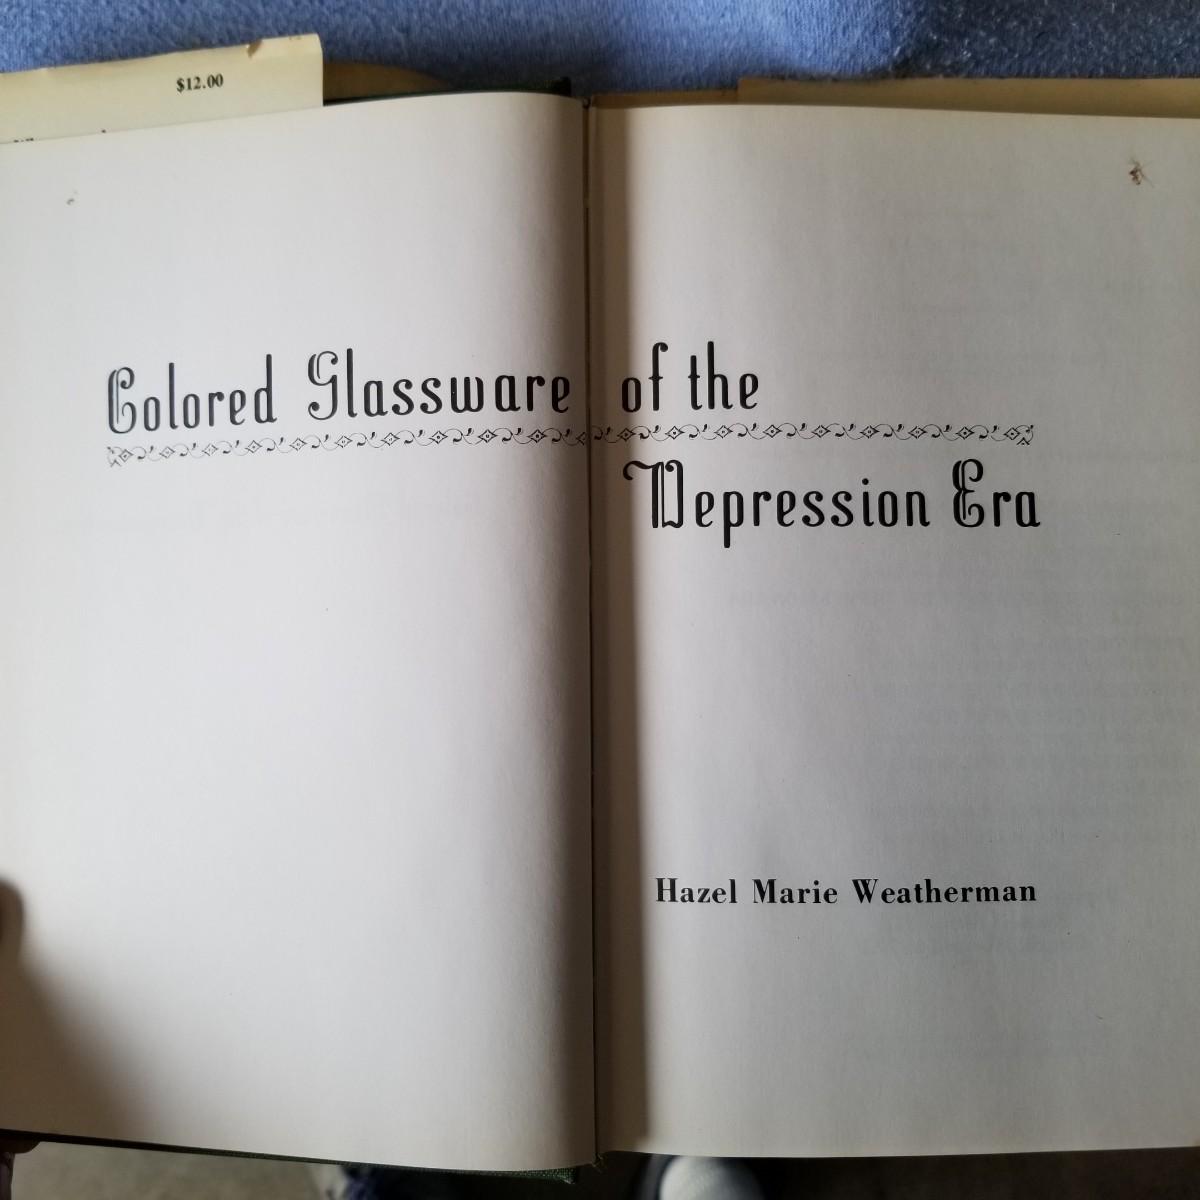 $12.00
Colored Glassware of the
Depression Era
Hazel Marie Weatherman